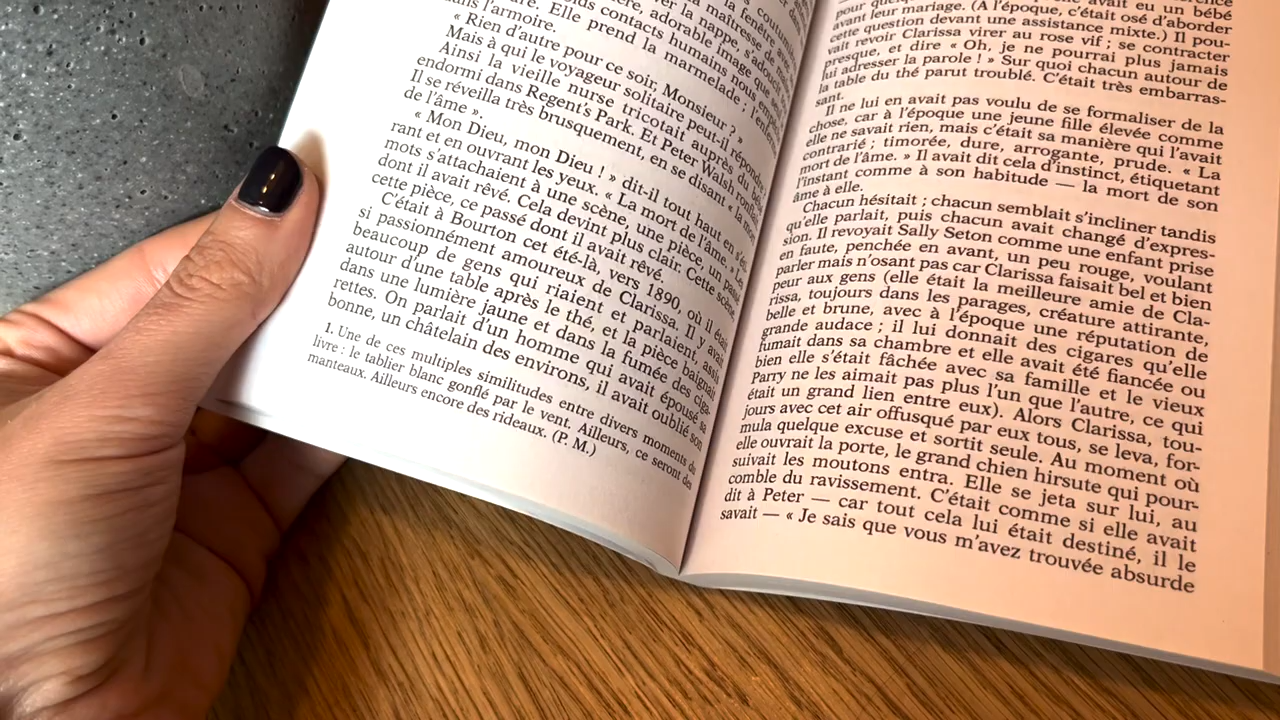 dans l'armoire.
« Rien d'autre pour ce soir, Monsieur ? »
Mais à qui le voyageur solitaire peut-il répondre ?
Ainsi la vieille nurse tricotait auprès du bébé
endormi dans Regent's Park. Et Peter Walsh ronflait.
Il se réveilla très brusquement, en se disant « la mort
de l'âme ».
« Mon Dieu, mon Dieu ! » dit-il tout haut en s'éti-
rant et en ouvrant les yeux. « La mort de l'âme. » Les
mots s'attachaient à une scène, une pièce, un passé
dont il avait rêvé. Cela devint plus clair. Cette scène,
cette pièce, ce passé dont il avait rêvé.
C'était à Bourton cet été-là, vers 1890, où il était
si passionnément amoureux de Clarissa. Il y avait
beaucoup de gens qui riaient et parlaient, assis
autour d'une table après le thé, et la pièce baignait
dans une lumière jaune et dans la fumée des ciga-
rettes. On parlait d'un homme qui avait épousé sa
bonne, un châtelain des environs, il avait oublié son
1. Une de ces multiples similitudes entre divers moments du
livre : le tablier blanc gonflé par le vent. Ailleurs, ce seront des
manteaux. Ailleurs encore des rideaux. (P. M.)
avant leur mariage. (À l'époque, c'était osé d'aborder
cette question devant une assistance mixte.) Il pou-
vait revoir Clarissa virer au rose vif ; se contracter
presque, et dire « Oh, je ne pourrai plus jamais
lui adresser la parole ! » Sur quoi chacun autour de
la table du thé parut troublé. C'était très embarras-
sant.
Il ne lui en avait pas voulu de se formaliser de la
chose, car à l'époque une jeune fille élevée comme
elle ne savait rien, mais c'était sa manière qui l'avait
contrarié ; timorée, dure, arrogante, prude. « La
mort de l'âme. » Il avait dit cela d'instinct, étiquetant
l'instant comme à son habitude — la mort de son
âme à elle.
Chacun hésitait ; chacun semblait s'incliner tandis
qu'elle parlait, puis chacun avait changé d'expres-
sion. Il revoyait Sally Seton comme une enfant prise
en faute, penchée en avant, un peu rouge, voulant
parler mais n'osant pas car Clarissa faisait bel et bien
peur aux gens (elle était la meilleure amie de Cla-
rissa, toujours dans les parages, créature attirante,
belle et brune, avec à l'époque une réputation de
grande audace ; il lui donnait des cigares qu'elle
fumait dans sa chambre et elle avait été fiancée ou
bien elle s'était fâchée avec sa famille et le vieux
Parry ne les aimait pas plus l'un que l'autre, ce qui
était un grand lien entre eux). Alors Clarissa, tou-
jours avec cet air offusqué par eux tous, se leva, for-
mula quelque excuse et sortit seule. Au moment où
elle ouvrait la porte, le grand chien hirsute qui pour-
suivait les moutons entra. Elle se jeta sur lui, au
comble du ravissement. C'était comme si elle avait
dit à Peter — car tout cela lui était destiné, il le
savait — « Je sais que vous m'avez trouvée absurde